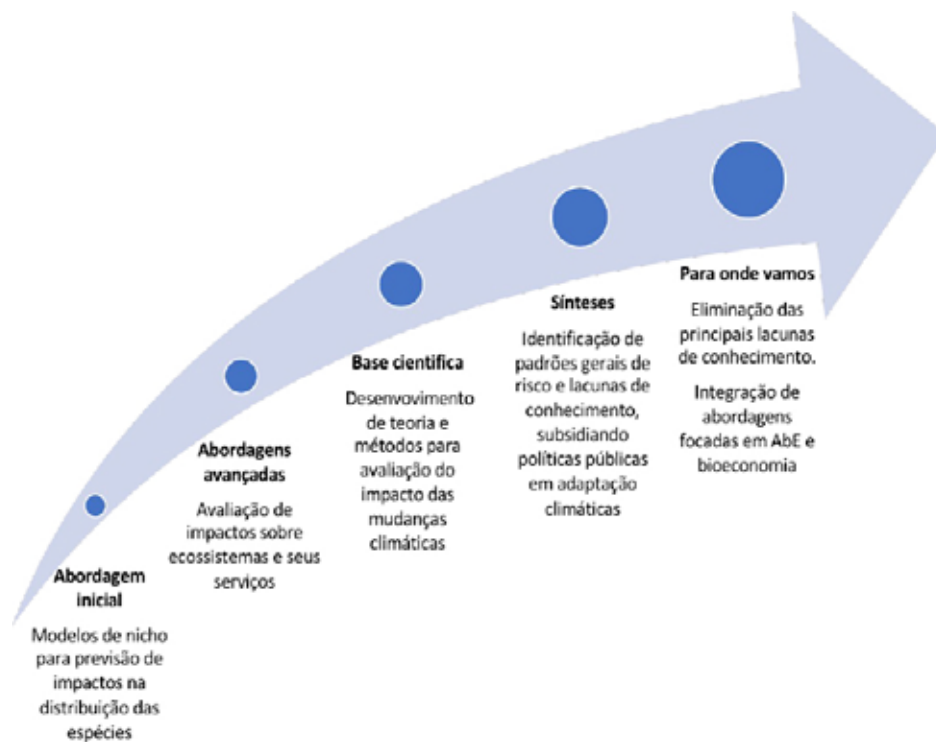 Abordagem
inicial
Modelos de nicho
para previsão de
impactos na
distribuição das
espécies
Abordagens
avançadas
Avaliação de
impactos sobre
ecossistemas e seus
serviços
Base científica
Desenvovimento
de teoria e
métodos para
avaliação do
impacto das
mudanças
climáticas
Sínteses
Identificação de
padrões gerais de
risco e lacunas de
conhecimento,
subsidiando
políticas públicas
em adaptação
climáticas
Para onde vamos
Eliminação das
principais lacunas
de conhecimento.
Integração de
abordagens
focadas em AbE e
bioeconomia